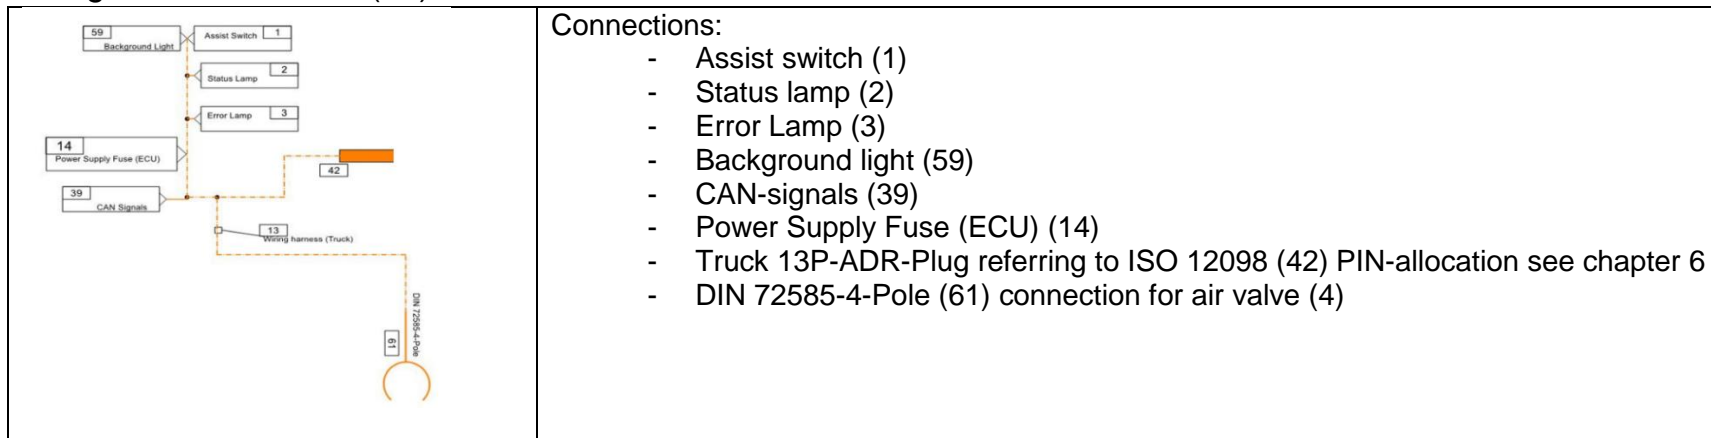 59
Background Light
Assist Switch 1
Status Lamp 2
Error Lamp 3
14
Power Supply Fuse (ECU)
42
39
CAN Signals
13
Wiring harness (Truck)
DIN 72585-4-Pole
61
Connections:
- Assist switch (1)
- Status lamp (2)
- Error Lamp (3)
- Background light (59)
- CAN-signals (39)
- Power Supply Fuse (ECU) (14)
- Truck 13P-ADR-Plug referring to ISO 12098 (42) PIN-allocation see chapter 6
- DIN 72585-4-Pole (61) connection for air valve (4)